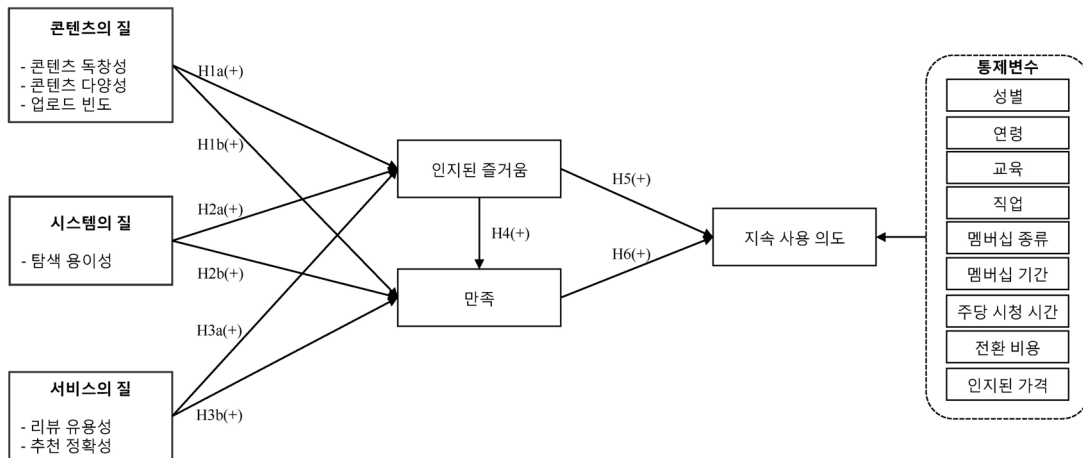 콘텐츠의 질
- 콘텐츠 독창성
- 콘텐츠 다양성
- 업로드 빈도
시스템의 질
- 탐색 용이성
서비스의 질
- 리뷰 유용성
- 추천 정확성
H1a(+)
H1b(+)
H2a(+)
H2b(+)
H3a(+)
H3b(+)
인지된 즐거움
H4(+)
만족
H5(+)
H6(+)
지속 사용 의도
통제변수
성별
연령
교육
직업
멤버십 종류
멤버십 기간
주당 시청 시간
전환 비용
인지된 가격